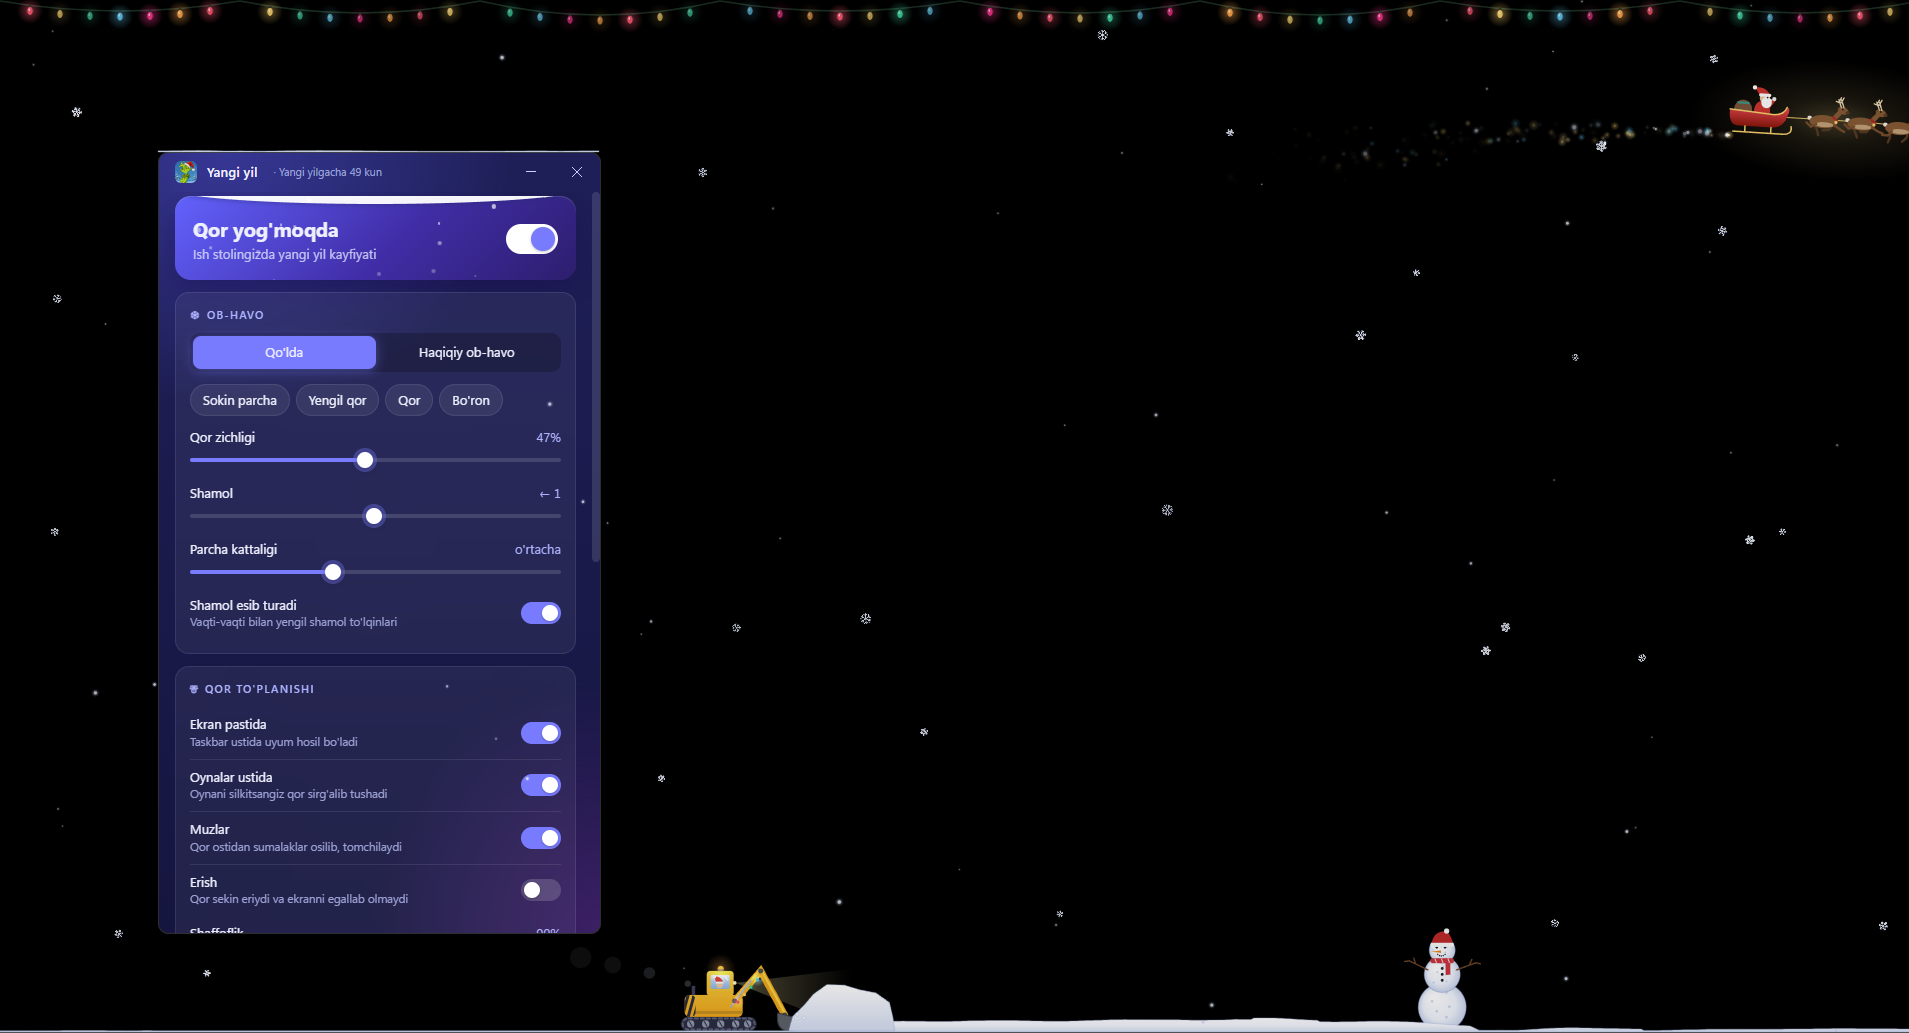 Yangi yil · Yangi yilgacha 49 kun
Qor yog'moqda
Ish stolingizda yangi yil kayfiyati
OB-HAVO
Qo'lda Haqiqiy ob-havo
Sokin parcha Yengil qor Qor Bo'ron
Qor zichligi 47%
Shamol ← 1
Parcha kattaligi o'rtacha
Shamol esib turadi
Vaqti-vaqti bilan yengil shamol to'lqinlari
QOR TO'PLANISHI
Ekran pastida
Taskbar ustida uyum hosil bo'ladi
Oynalar ustida
Oynani silkitsangiz qor sirg'alib tushadi
Muzlar
Qor ostidan sumalaklar osilib, tomchilaydi
Erish
Qor sekin eriydi va ekranni egallab olmaydi
Shaffoflik